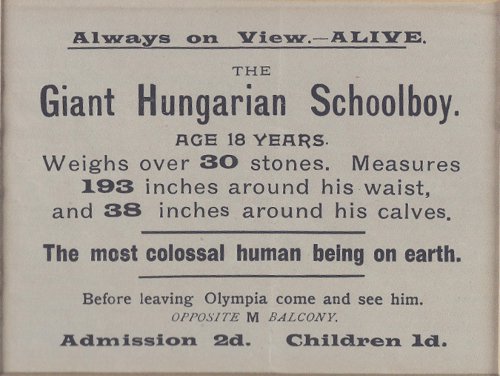 Always on View.—ALIVE.
THE
Giant Hungarian Schoolboy.
AGE 18 YEARS.
Weighs over 30 stones. Measures
193 inches around his waist,
and 38 inches around his calves.
The most colossal human being on earth.
Before leaving Olympia come and see him.
OPPOSITE M BALCONY.
Admission 2d. Children 1d.